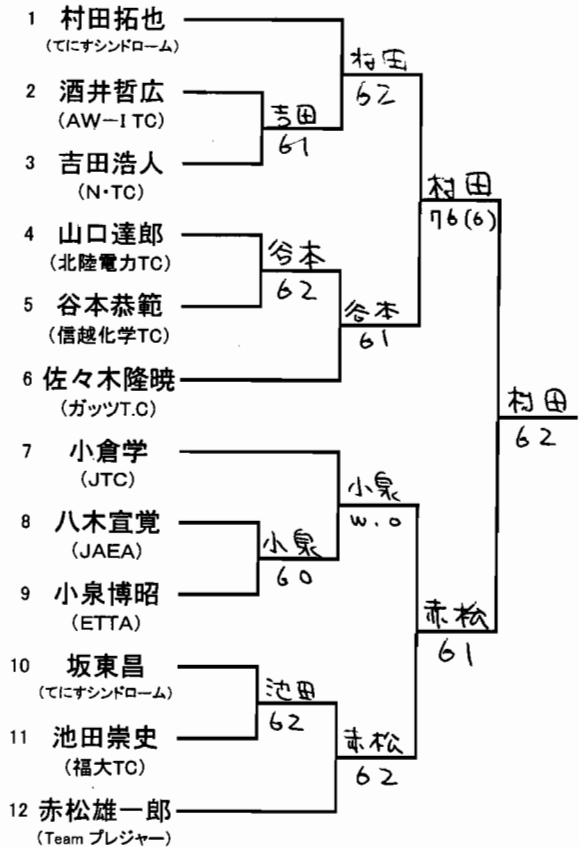 1 村田拓也
(てにすシンドローム)
2 酒井哲広
(AW-I TC)
3 吉田浩人
(N・TC)
4 山口達郎
(北陸電力TC)
5 谷本恭範
(信越化学TC)
6 佐々木隆暁
(ガッツT.C)
7 小倉学
(JTC)
8 八木宣覚
(JAEA)
9 小泉博昭
(ETTA)
10 坂東昌
(てにすシンドローム)
11 池田崇史
(福大TC)
12 赤松雄一郎
(Team プレジャー)
吉田
61
谷本
62
小泉
60
池田
62
村田
62
谷本
61
小泉
w.o
赤松
62
村田
76(6)
赤松
61
村田
62